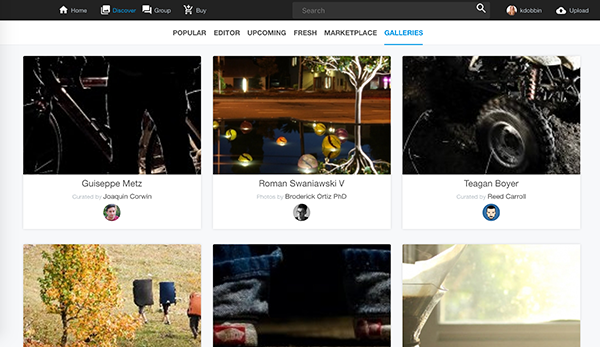 Home Discover Group Buy Search kdobbin Upload
POPULAR EDITOR UPCOMING FRESH MARKETPLACE GALLERIES
Guiseppe Metz Roman Swaniawski V Teagan Boyer
Curated by Joaquin Corwin Photos by Broderick Ortiz PhD Curated by Reed Carroll